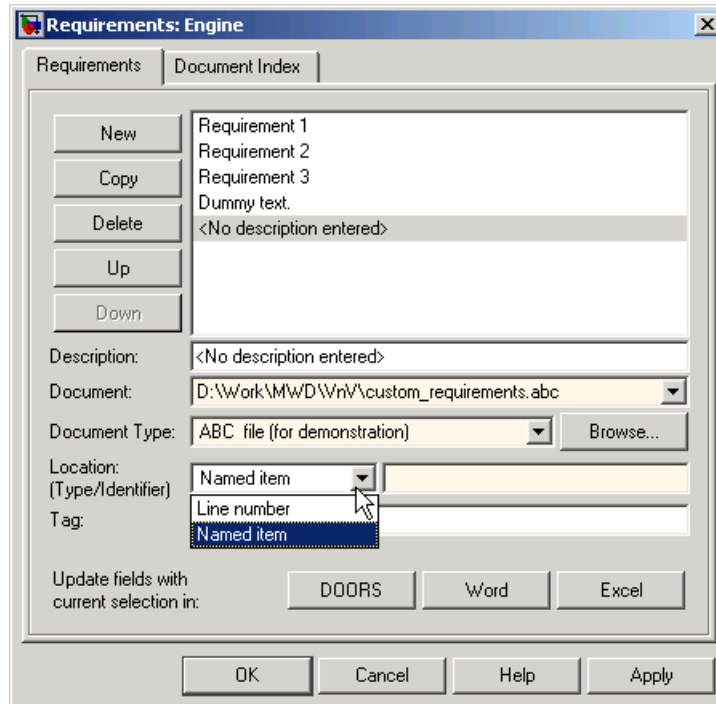 Requirements: Engine
Requirements Document Index
New
Copy
Delete
Up
Down
Requirement 1
Requirement 2
Requirement 3
Dummy text.
<No description entered>
Description: <No description entered>
Document: D:\Work\MWD\VnV\custom_requirements.abc
Document Type: ABC file (for demonstration) Browse...
Location:
(Type/Identifier) Named item
Line number
Named item
Tag:
Update fields with
current selection in: DOORS Word Excel
OK Cancel Help Apply